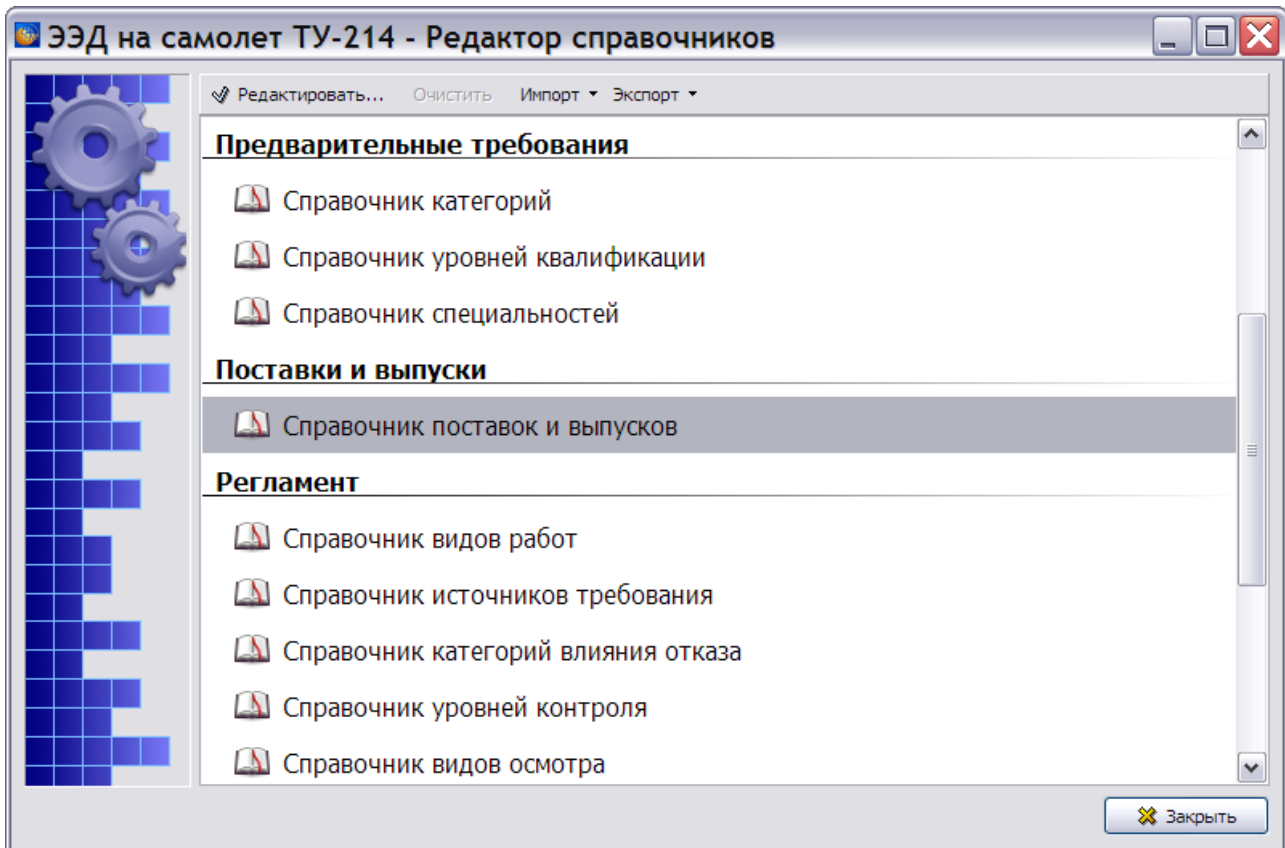 ЭЭД на самолет ТУ-214 - Редактор справочников
Редактировать... Очистить Импорт Экспорт
Предварительные требования
Справочник категорий
Справочник уровней квалификации
Справочник специальностей
Поставки и выпуски
Справочник поставок и выпусков
Регламент
Справочник видов работ
Справочник источников требования
Справочник категорий влияния отказа
Справочник уровней контроля
Справочник видов осмотра
Закрыть